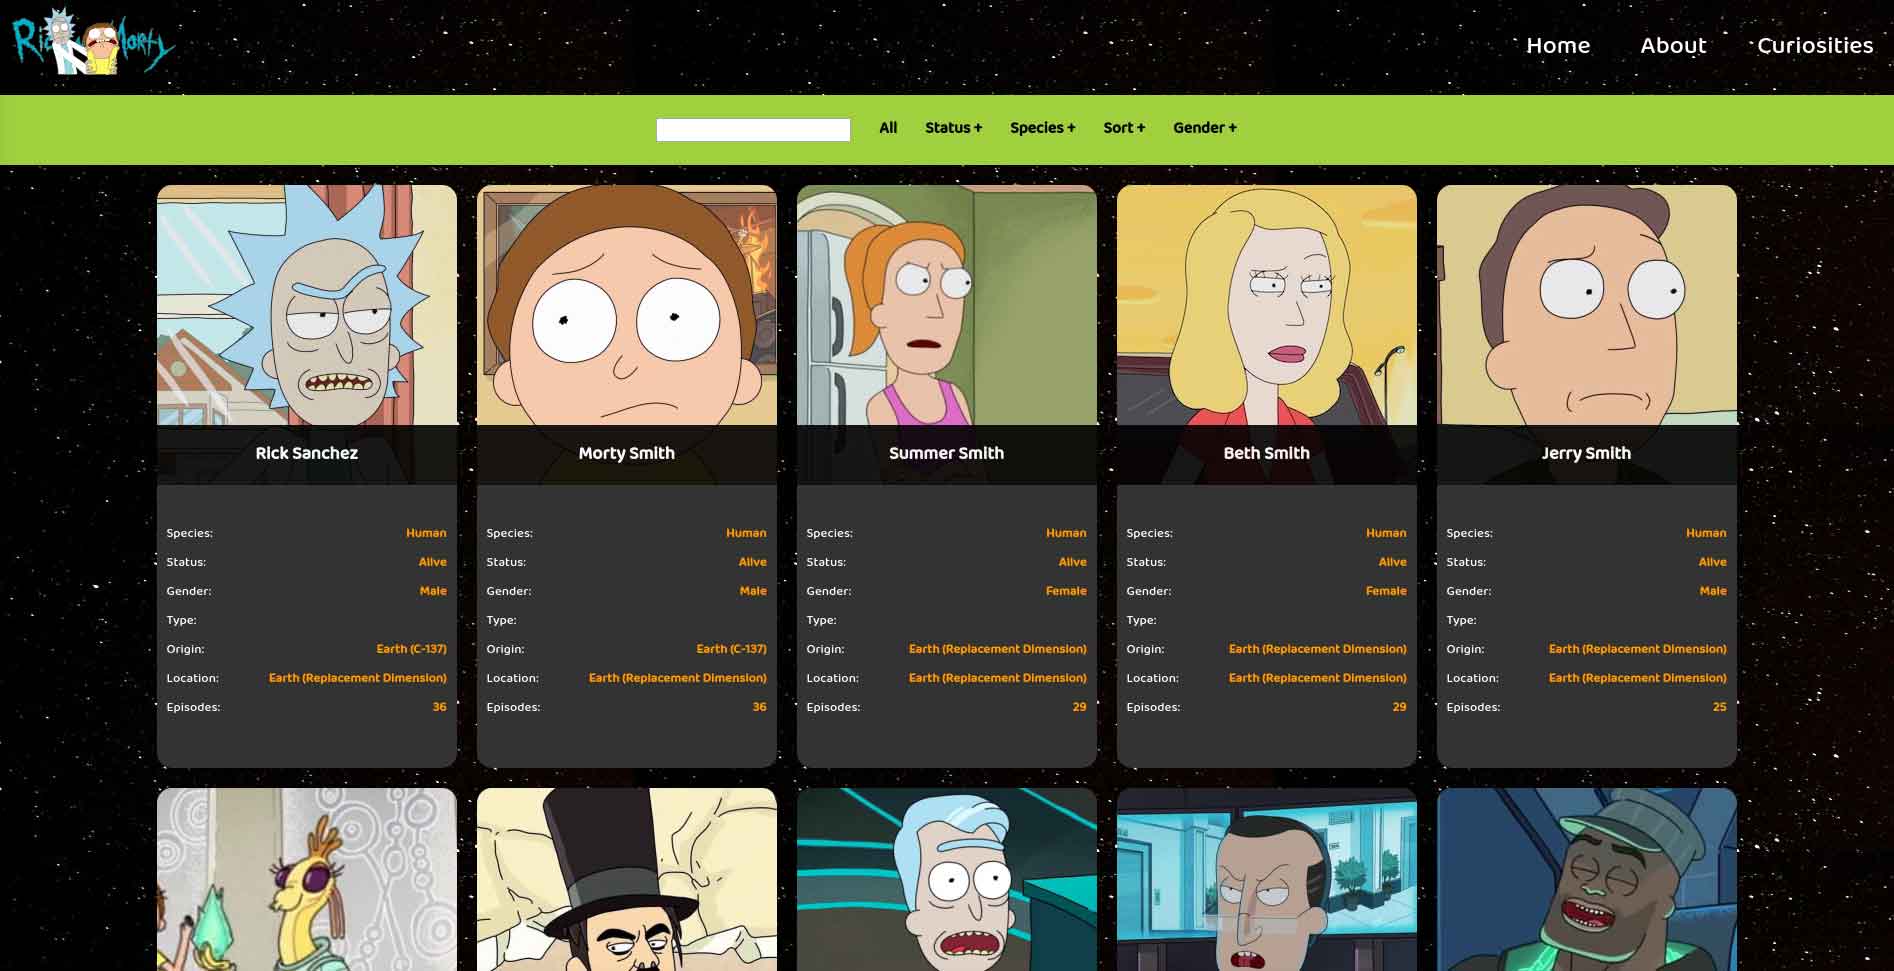 Rick Morty
Home About Curiosities
All Status + Species + Sort + Gender +
Rick Sanchez
Species: Human
Status: Alive
Gender: Male
Type:
Origin: Earth (C-137)
Location: Earth (Replacement Dimension)
Episodes: 36
Morty Smith
Species: Human
Status: Alive
Gender: Male
Type:
Origin: Earth (C-137)
Location: Earth (Replacement Dimension)
Episodes: 36
Summer Smith
Species: Human
Status: Alive
Gender: Female
Type:
Origin: Earth (Replacement Dimension)
Location: Earth (Replacement Dimension)
Episodes: 29
Beth Smith
Species: Human
Status: Alive
Gender: Female
Type:
Origin: Earth (Replacement Dimension)
Location: Earth (Replacement Dimension)
Episodes: 29
Jerry Smith
Species: Human
Status: Alive
Gender: Male
Type:
Origin: Earth (Replacement Dimension)
Location: Earth (Replacement Dimension)
Episodes: 25